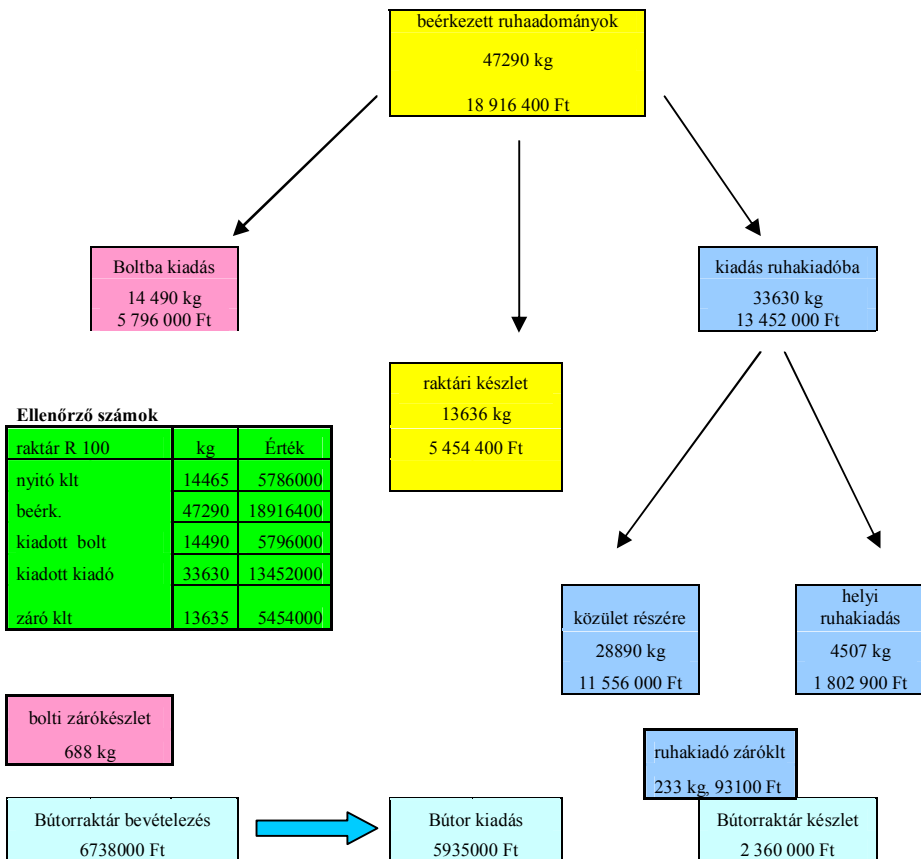 beérkezett ruhaadományok
47290 kg
18 916 400 Ft
Boltba kiadás
14 490 kg
5 796 000 Ft
kiadás ruhakiadóba
33630 kg
13 452 000 Ft
raktári készlet
13636 kg
5 454 400 Ft
Ellenőrző számok
raktár R 100 kg Érték
nyitó klt 14465 5786000
beérk. 47290 18916400
kiadott bolt 14490 5796000
kiadott kiadó 33630 13452000
záró klt 13635 5454000
közület részére
28890 kg
11 556 000 Ft
helyi
ruhakiadás
4507 kg
1 802 900 Ft
bolti zárókészlet
688 kg
ruhakiadó záróklt
233 kg, 93100 Ft
Bútorraktár bevételezés
6738000 Ft
Bútor kiadás
5935000 Ft
Bútorraktár készlet
2 360 000 Ft